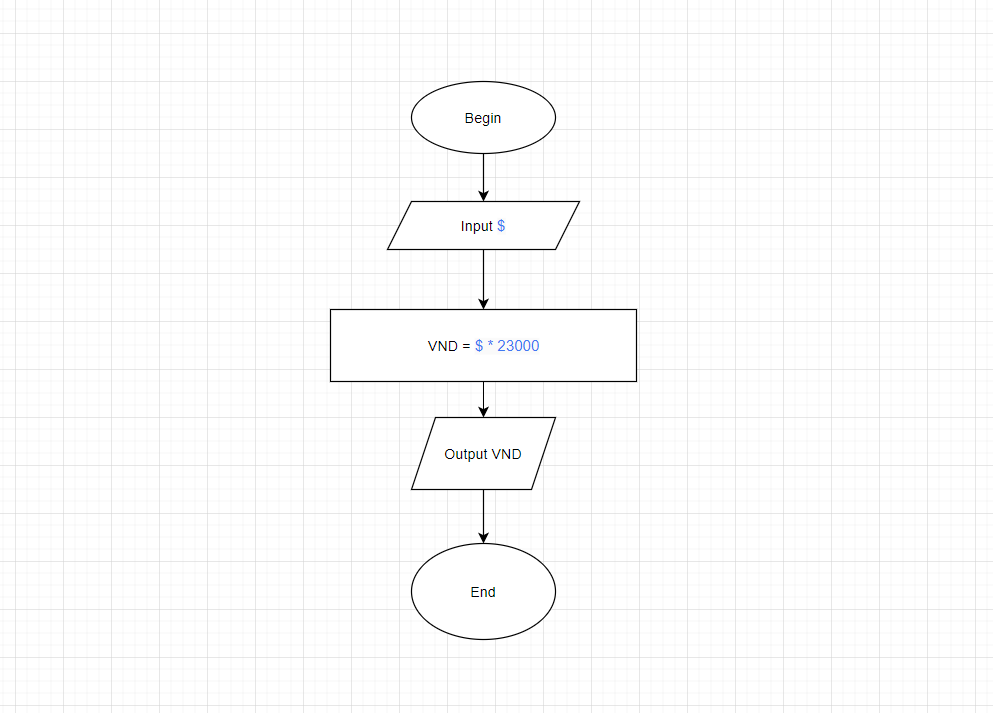 Begin
Input $
VND = $ * 23000
Output VND
End